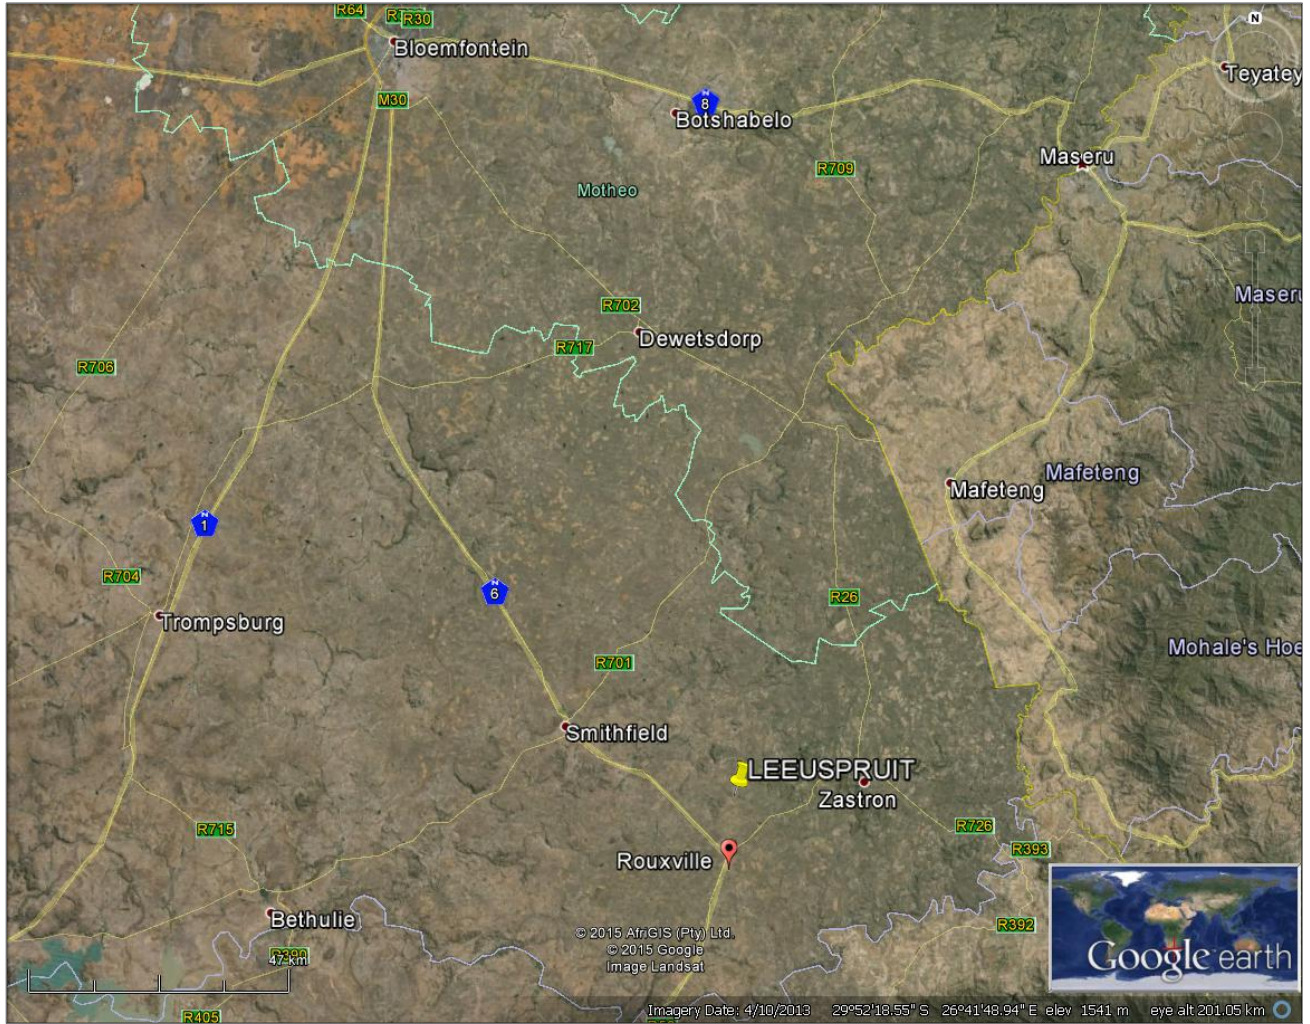 R64
R30
Bloemfontein
N
Teyatey
M30
N
8
Botshabelo
Maseru
R709
Motheo
Maseru
R702
Dewetsdorp
R717
R706
Mafeteng
Mafeteng
N
1
R704
N
6
R26
Trompsburg
Mohale's Hoe
R701
Smithfield
LEEUSPRUIT
Zastron
R715
R726
Rouxville
R393
Bethulie
R392
© 2015 AfriGIS (Pty) Ltd.
© 2015 Google
Image Landsat
R390
47 km
Google earth
R405
Imagery Date: 4/10/2013 29°52'18.55" S 26°41'48.94" E elev 1541 m eye alt 201.05 km